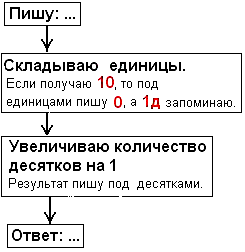 Пишу: ...
Складываю единицы.
Если получаю 10, то под
единицами пишу 0, а 1д запоминаю.
Увеличиваю количество
десятков на 1
Результат пишу под десятками.
Ответ: ...